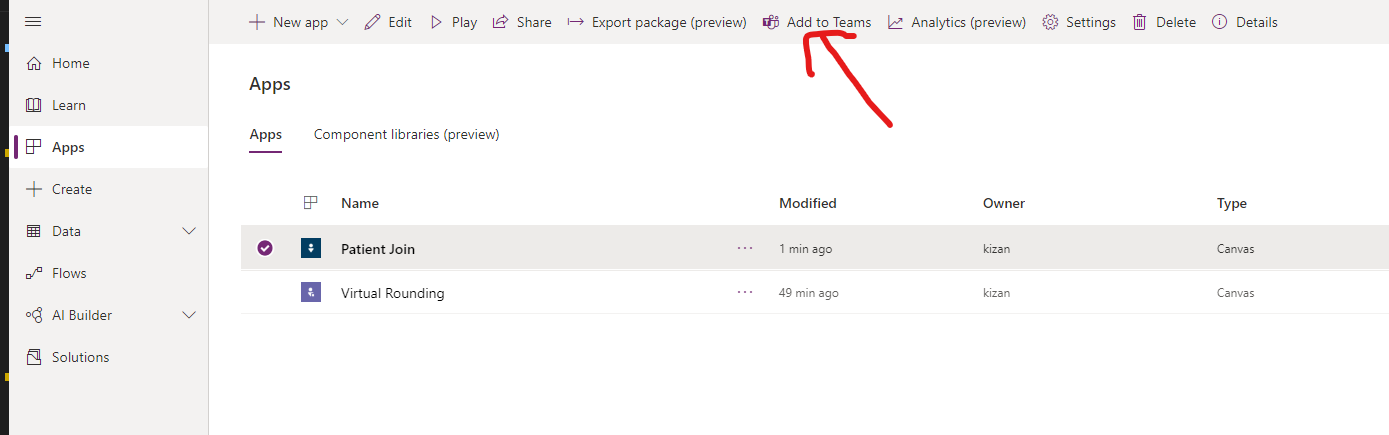 New app Edit Play Share Export package (preview) Add to Teams Analytics (preview) Settings Delete Details
Home
Learn
Apps
Create
Data
Flows
AI Builder
Solutions
Apps
Apps Component libraries (preview)
Name Modified Owner Type
Patient Join ... 1 min ago kizan Canvas
Virtual Rounding ... 49 min ago kizan Canvas